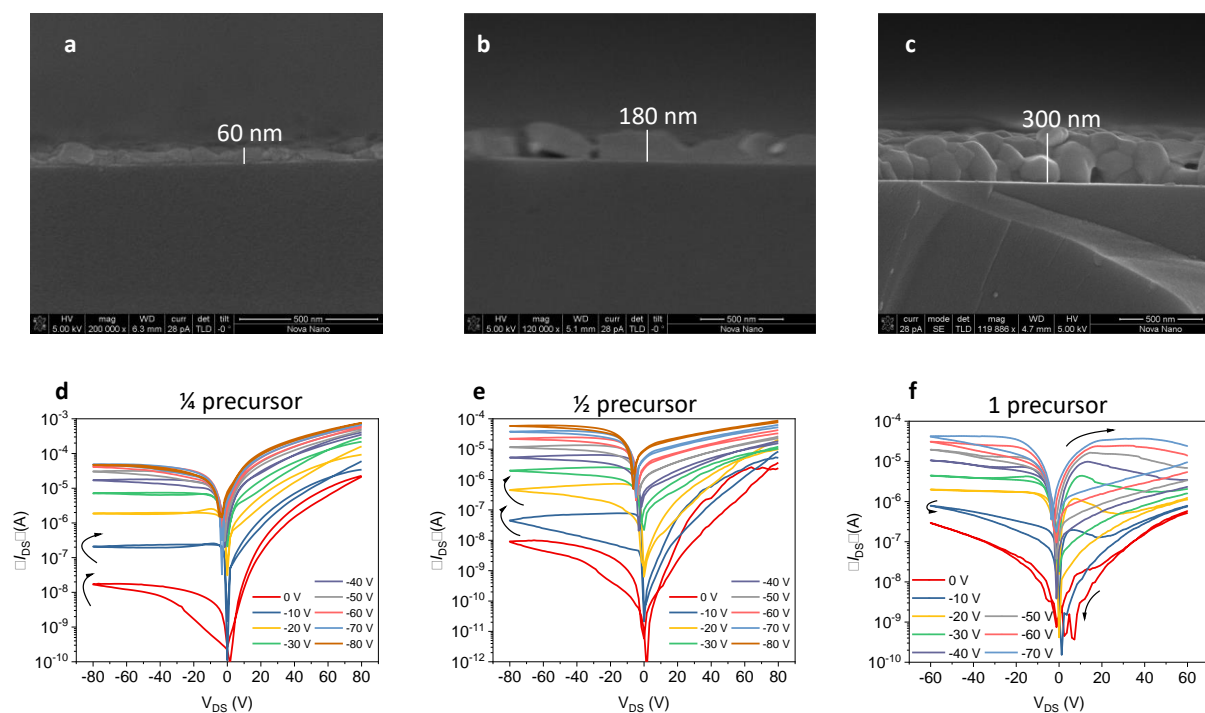 a
60 nm
HV mag WD curr det tilt
5.00 kV 200 000 x 6.3 mm 28 pA TLD -0 °
500 nm
Nova Nano
b
180 nm
HV mag WD curr det tilt
5.00 kV 120 000 x 5.1 mm 28 pA TLD -0 °
500 nm
Nova Nano
c
300 nm
curr mode det mag WD HV
28 pA SE TLD 119 886 x 4.7 mm 5.00 kV
500 nm
Nova Nano
d
¼ precursor
10⁻³
10⁻⁴
10⁻⁵
10⁻⁶
10⁻⁷
10⁻⁸
10⁻⁹
10⁻¹⁰
□I_DS□(A)
-80 -60 -40 -20 0 20 40 60 80
V_DS (V)
0 V
-10 V
-20 V
-30 V
-40 V
-50 V
-60 V
-70 V
-80 V
e
½ precursor
10⁻⁴
10⁻⁵
10⁻⁶
10⁻⁷
10⁻⁸
10⁻⁹
10⁻¹⁰
10⁻¹¹
10⁻¹²
□I_DS□(A)
-80 -60 -40 -20 0 20 40 60 80
V_DS (V)
0 V
-10 V
-20 V
-30 V
-40 V
-50 V
-60 V
-70 V
-80 V
f
1 precursor
10⁻⁴
10⁻⁵
10⁻⁶
10⁻⁷
10⁻⁸
10⁻⁹
10⁻¹⁰
□I_DS□(A)
-60 -40 -20 0 20 40 60
V_DS (V)
0 V
-10 V
-20 V
-30 V
-40 V
-50 V
-60 V
-70 V